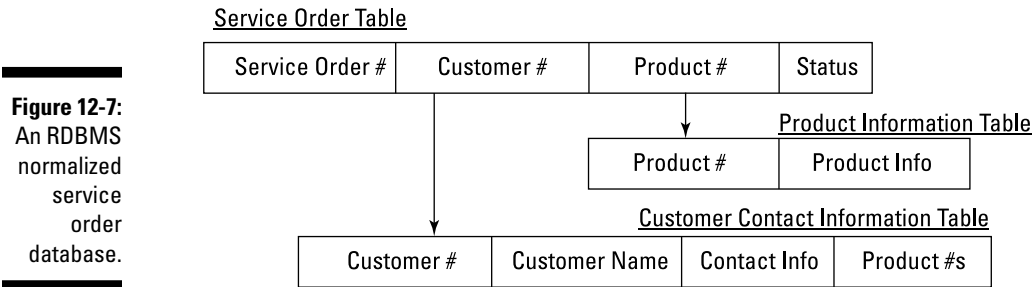 Service Order Table
Service Order # Customer # Product # Status
Figure 12-7:
An RDBMS
normalized
service
order
database.
Product Information Table
Product # Product Info
Customer Contact Information Table
Customer # Customer Name Contact Info Product #s